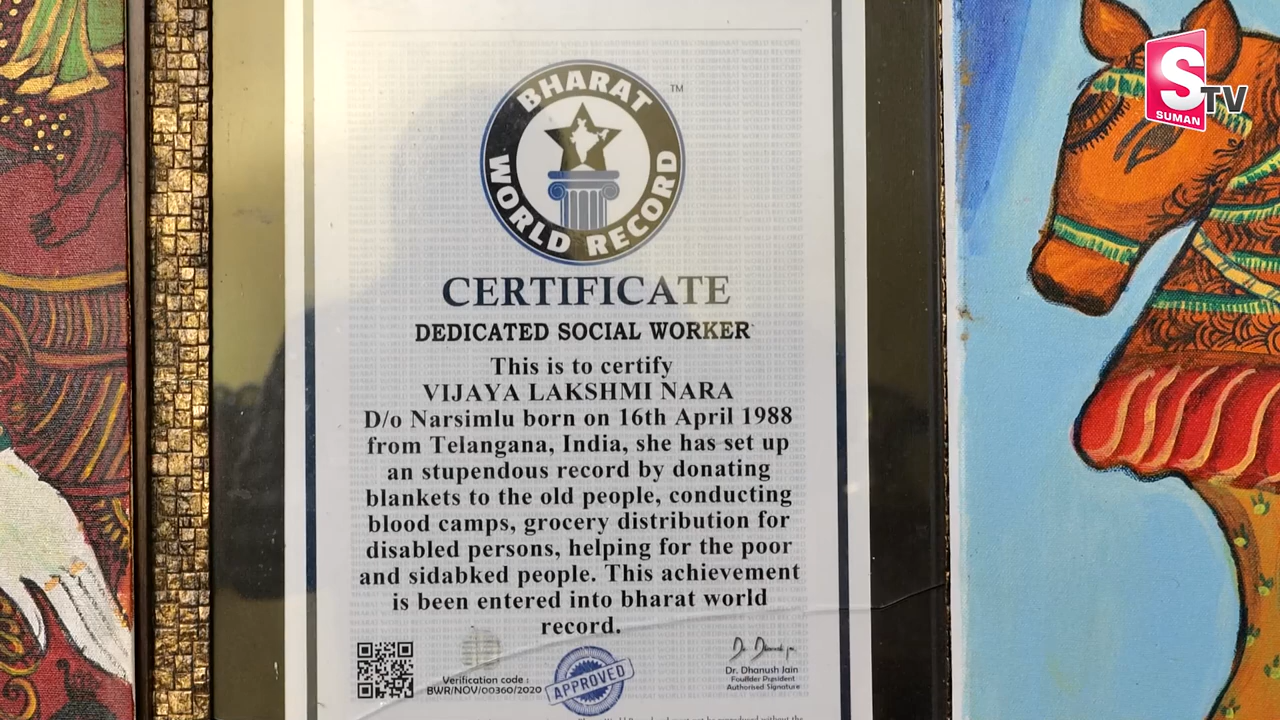 BHARAT
WORLD RECORD
TM
CERTIFICATE
DEDICATED SOCIAL WORKER
This is to certify
VIJAYA LAKSHMI NARA
D/o Narsimlu born on 16th April 1988
from Telangana, India, she has set up
an stupendous record by donating
blankets to the old people, conducting
blood camps, grocery distribution for
disabled persons, helping for the poor
and sidabked people. This achievement
is been entered into bharat world
record.
Verification code :
BWR/NOV/00360/2020
APPROVED
Dr. Dhanush Jain
Founder President
Authorised Signature
S
TV
SUMAN